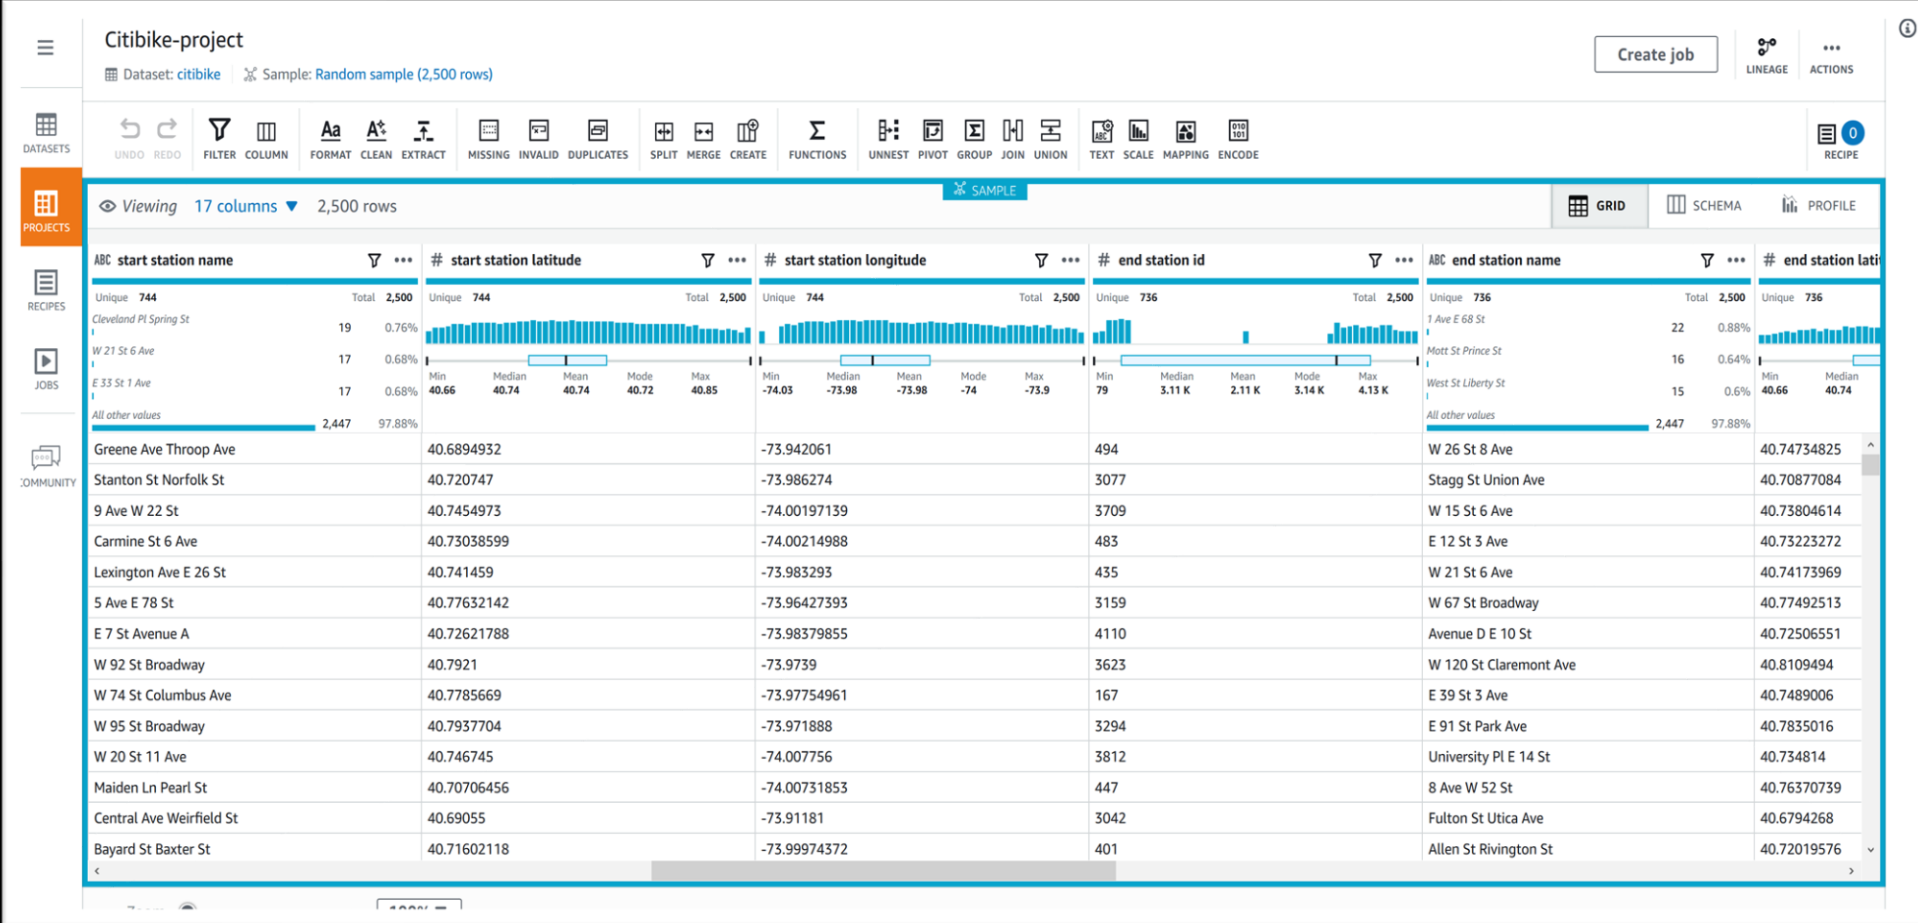 Citibike-project
Dataset: citibike Sample: Random sample (2,500 rows)
Create job
LINEAGE
ACTIONS
DATASETS
PROJECTS
RECIPES
JOBS
COMMUNITY
UNDO REDO FILTER COLUMN FORMAT CLEAN EXTRACT MISSING INVALID DUPLICATES SPLIT MERGE CREATE FUNCTIONS UNNEST PIVOT GROUP JOIN UNION TEXT SCALE MAPPING ENCODE
0
RECIPE
SAMPLE
Viewing 17 columns 2,500 rows
GRID SCHEMA PROFILE
ABC start station name # start station latitude # start station longitude # end station id ABC end station name # end station lati
Unique 744 Total 2,500 Unique 744 Total 2,500 Unique 744 Total 2,500 Unique 736 Total 2,500 Unique 736 Total 2,500 Unique 736
Cleveland Pl Spring St 19 0.76%
W 21 St 6 Ave 17 0.68%
E 33 St 1 Ave 17 0.68%
All other values 2,447 97.88%
Min Median Mean Mode Max
40.66 40.74 40.74 40.72 40.85
Min Median Mean Mode Max
-74.03 -73.98 -73.98 -74 -73.9
Min Median Mean Mode Max
79 3.11 K 2.11 K 3.14 K 4.13 K
1 Ave E 68 St 22 0.88%
Mott St Prince St 16 0.64%
West St Liberty St 15 0.6%
All other values 2,447 97.88%
Min Median
40.66 40.74
Greene Ave Throop Ave 40.6894932 -73.942061 494 W 26 St 8 Ave 40.74734825
Stanton St Norfolk St 40.720747 -73.986274 3077 Stagg St Union Ave 40.70877084
9 Ave W 22 St 40.7454973 -74.00197139 3709 W 15 St 6 Ave 40.73804614
Carmine St 6 Ave 40.73038599 -74.00214988 483 E 12 St 3 Ave 40.73223272
Lexington Ave E 26 St 40.741459 -73.983293 435 W 21 St 6 Ave 40.74173969
5 Ave E 78 St 40.77632142 -73.96427393 3159 W 67 St Broadway 40.77492513
E 7 St Avenue A 40.72621788 -73.98379855 4110 Avenue D E 10 St 40.72506551
W 92 St Broadway 40.7921 -73.9739 3623 W 120 St Claremont Ave 40.8109494
W 74 St Columbus Ave 40.7785669 -73.97754961 167 E 39 St 3 Ave 40.7489006
W 95 St Broadway 40.7937704 -73.971888 3294 E 91 St Park Ave 40.7835016
W 20 St 11 Ave 40.746745 -74.007756 3812 University Pl E 14 St 40.734814
Maiden Ln Pearl St 40.70706456 -74.00731853 447 8 Ave W 52 St 40.76370739
Central Ave Weirfield St 40.69055 -73.91181 3042 Fulton St Utica Ave 40.6794268
Bayard St Baxter St 40.71602118 -73.99974372 401 Allen St Rivington St 40.72019576